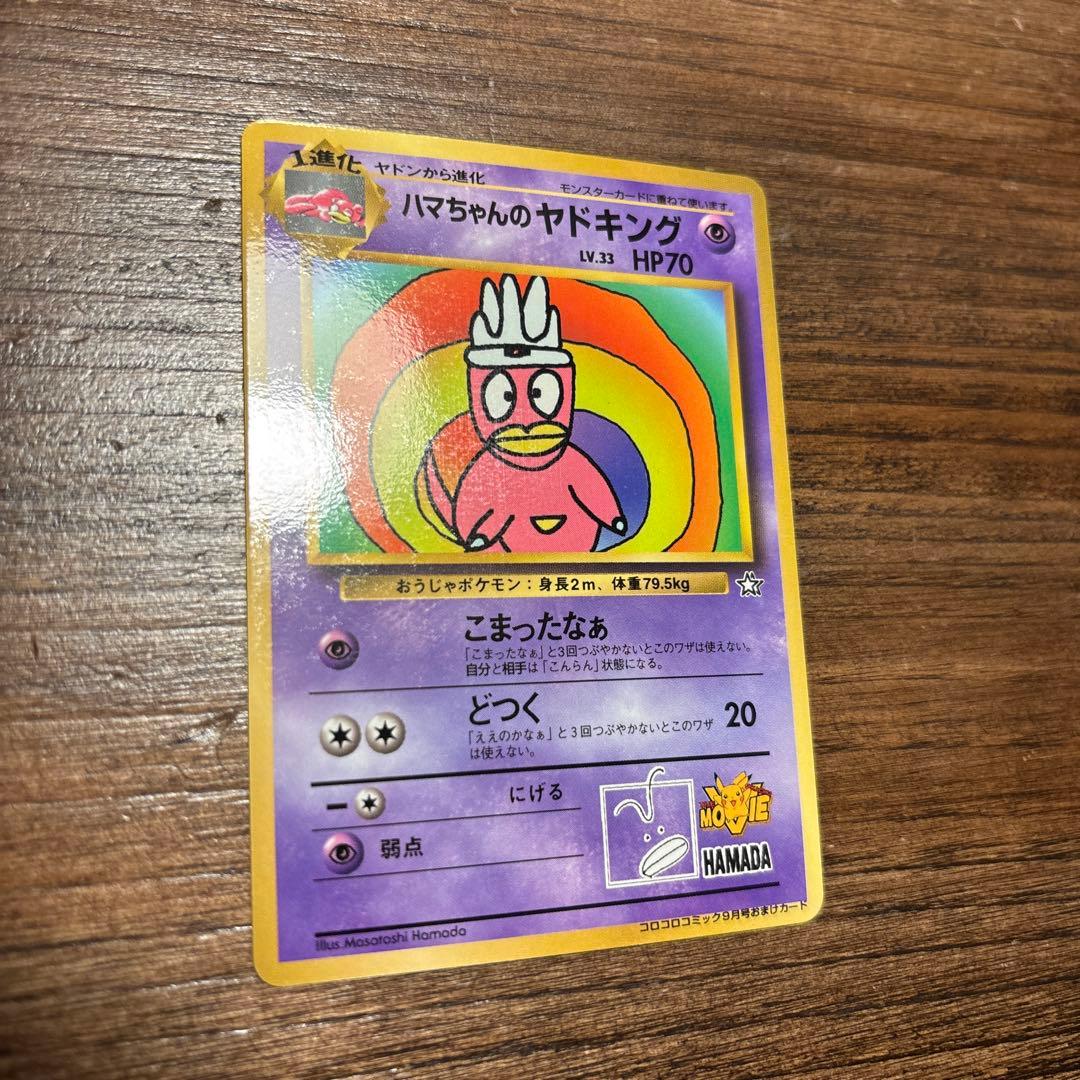 1進化
ヤドンから進化
モンスターカードに重ねて使います。
ハマちゃんのヤドキング
LV.33 HP70
おうじゃポケモン:身長2m、体重79.5kg
こまったなぁ
「こまったなぁ」と3回つぶやかないとこのワザは使えない。
自分と相手は「こんらん」状態になる。
どつく 20
「ええのかなぁ」と3回つぶやかないとこのワザ
は使えない。
にげる
弱点
MOVIE
HAMADA
コロコロコミック9月号おまけカード
Illus.Masatoshi Hamada